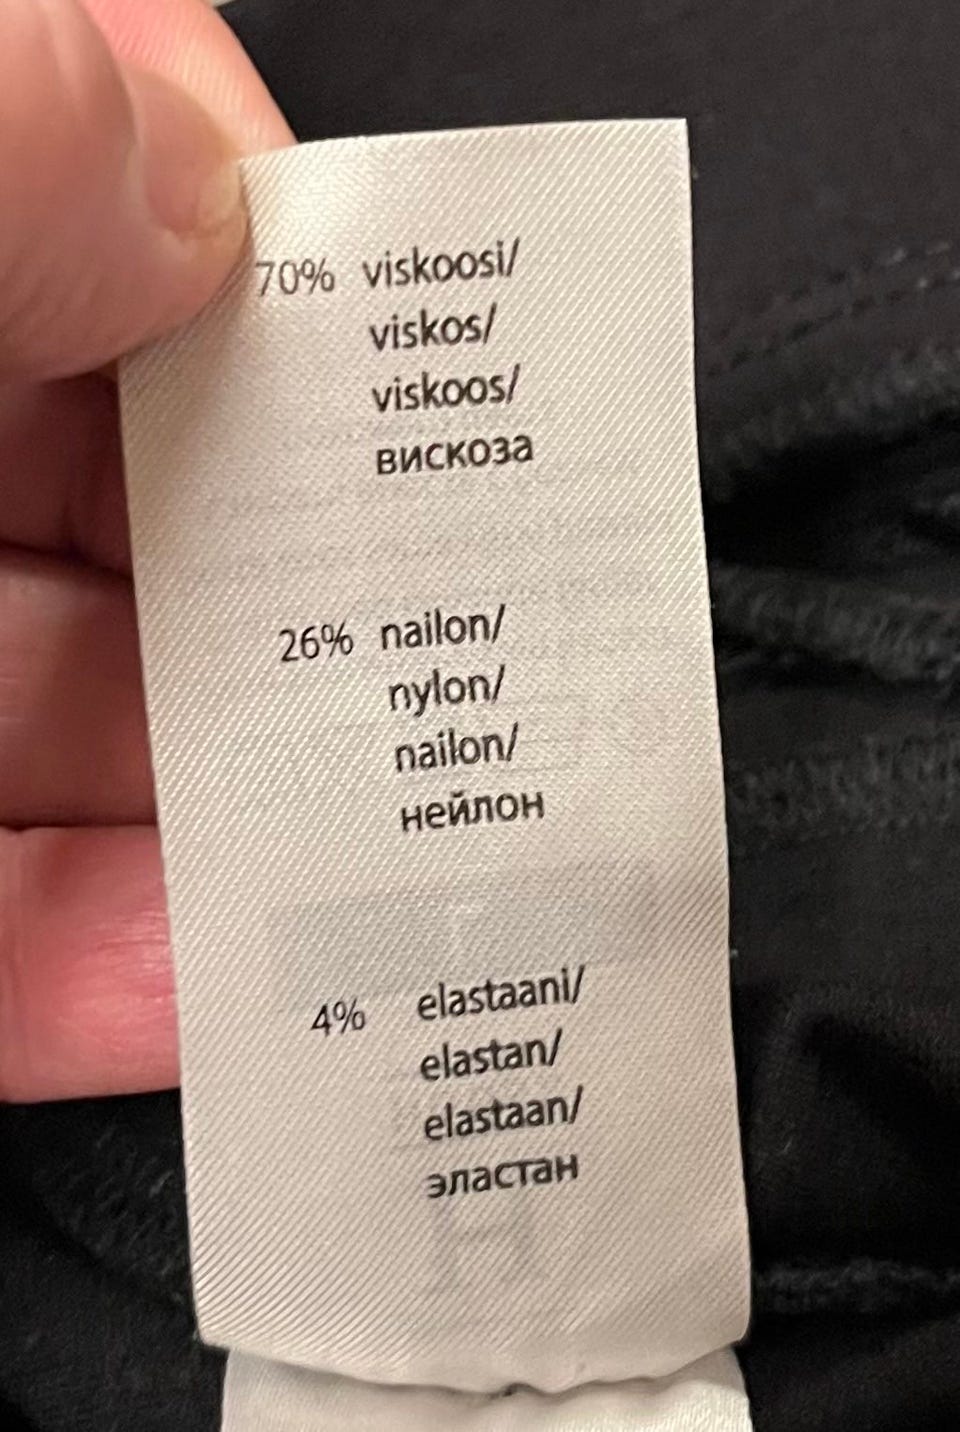 70% viskoosi/
viskos/
viskoos/
вискоза
26% nailon/
nylon/
nailon/
нейлон
4% elastaani/
elastan/
elastaan/
эластан